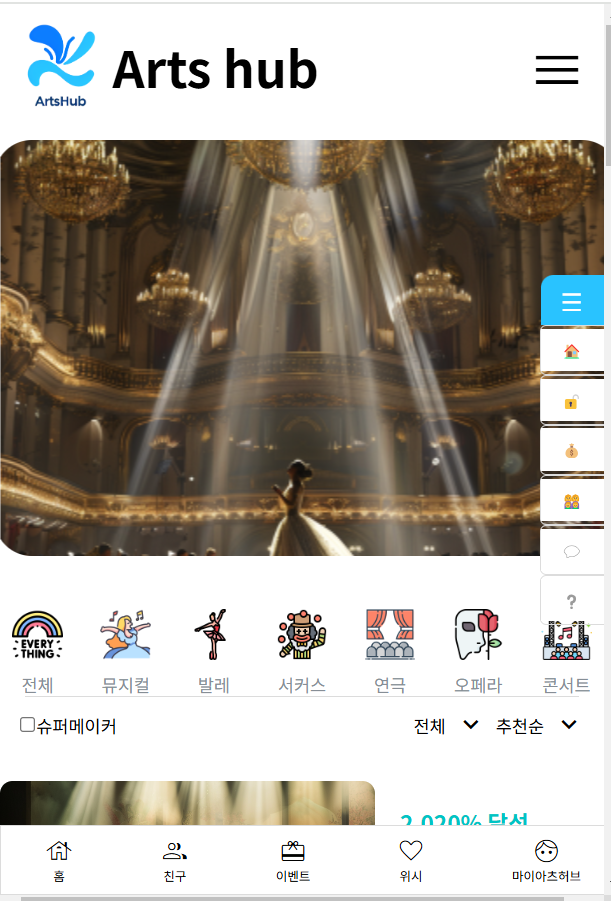 ArtsHub
Arts hub
EVERY
THING
전체
뮤지컬
발레
서커스
연극
오페라
콘서트
슈퍼메이커
전체
추천순
2,020% 달성
홈
친구
이벤트
위시
마이아츠허브